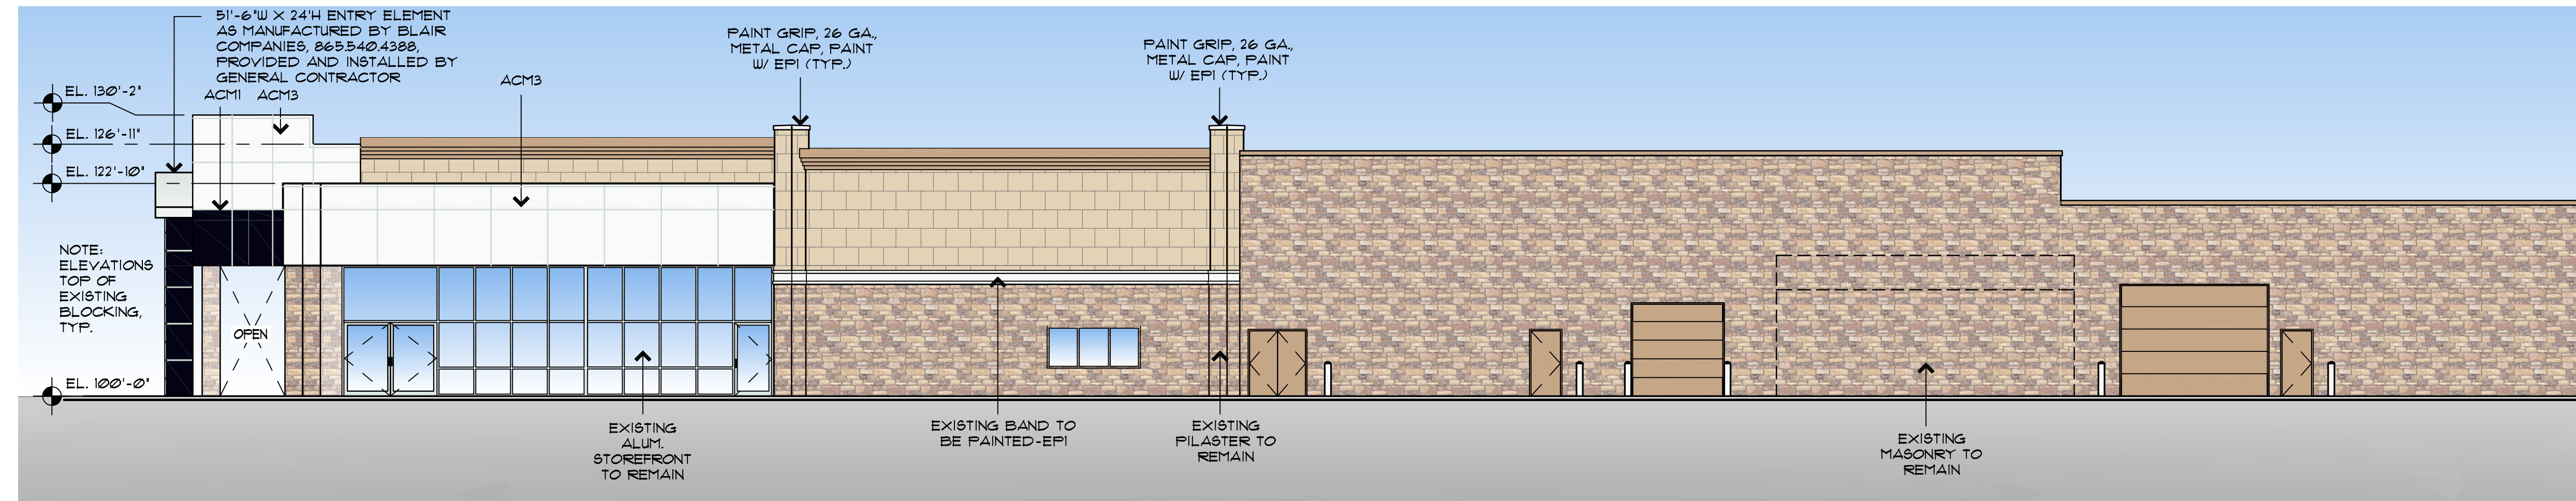 51'-6"W X 24'H ENTRY ELEMENT
AS MANUFACTURED BY BLAIR
COMPANIES, 865.540.4388,
PROVIDED AND INSTALLED BY
GENERAL CONTRACTOR
ACM1
ACM3
ACM3
PAINT GRIP, 26 GA.,
METAL CAP, PAINT
W/ EP1 (TYP.)
PAINT GRIP, 26 GA.,
METAL CAP, PAINT
W/ EP1 (TYP.)
EL. 130'-2"
EL. 126'-11"
EL. 122'-10"
NOTE:
ELEVATIONS
TOP OF
EXISTING
BLOCKING,
TYP.
OPEN
EL. 100'-0"
EXISTING
ALUM.
STOREFRONT
TO REMAIN
EXISTING BAND TO
BE PAINTED-EP1
EXISTING
PILASTER TO
REMAIN
EXISTING
MASONRY TO
REMAIN